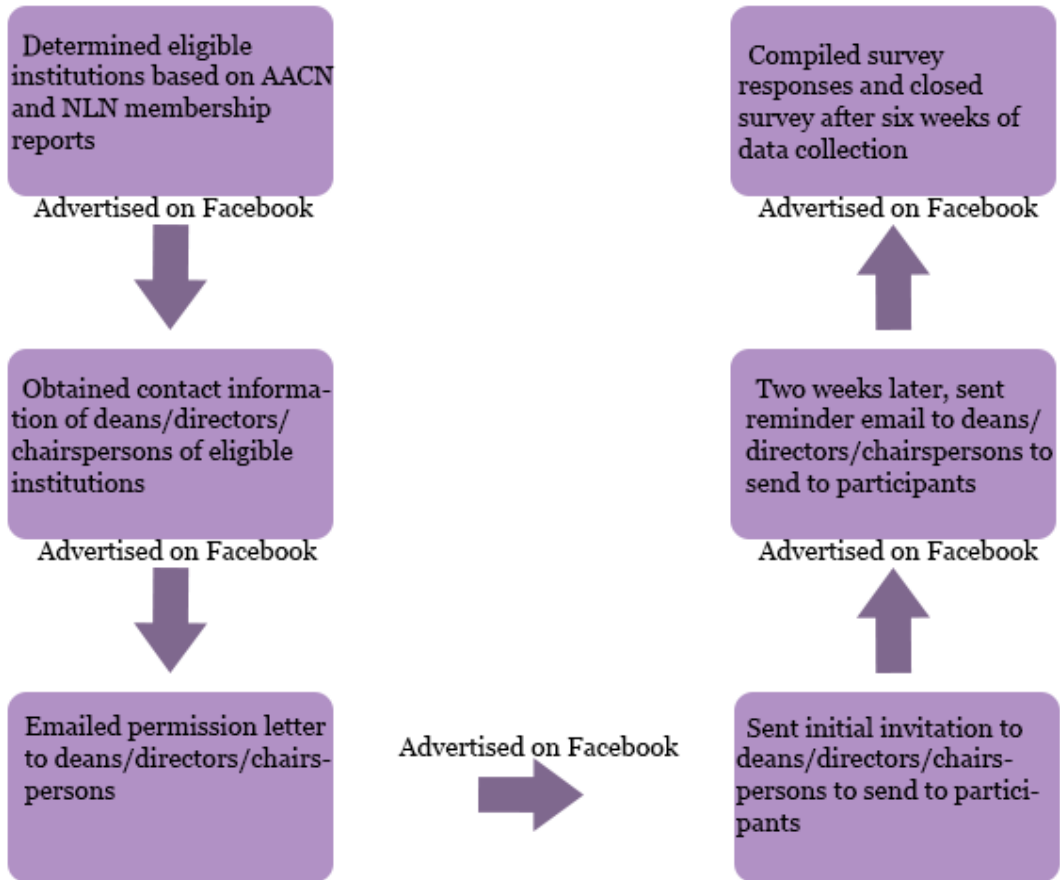 Determined eligible
institutions based on AACN
and NLN membership
reports
Advertised on Facebook
Obtained contact informa-
tion of deans/directors/
chairspersons of eligible
institutions
Advertised on Facebook
Emailed permission letter
to deans/directors/chairs-
persons
Advertised on Facebook
Sent initial invitation to
deans/directors/chairs-
persons to send to partici-
pants
Advertised on Facebook
Two weeks later, sent
reminder email to deans/
directors/chairspersons to
send to participants
Advertised on Facebook
Compiled survey
responses and closed
survey after six weeks of
data collection